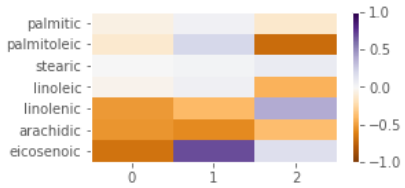 palmitic
palmitoleic
stearic
linoleic
linolenic
arachidic
eicosenoic
0 1 2
1.0
0.5
0.0
−0.5
−1.0